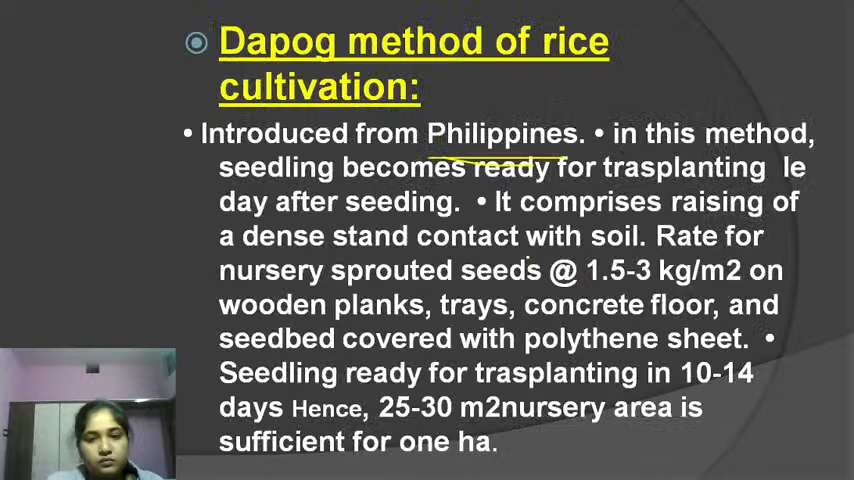 Dapog method of rice
cultivation:
• Introduced from Philippines. • in this method,
seedling becomes ready for trasplanting le
day after seeding. • It comprises raising of
a dense stand contact with soil. Rate for
nursery sprouted seeds @ 1.5-3 kg/m2 on
wooden planks, trays, concrete floor, and
seedbed covered with polythene sheet. •
Seedling ready for trasplanting in 10-14
days Hence, 25-30 m2nursery area is
sufficient for one ha.